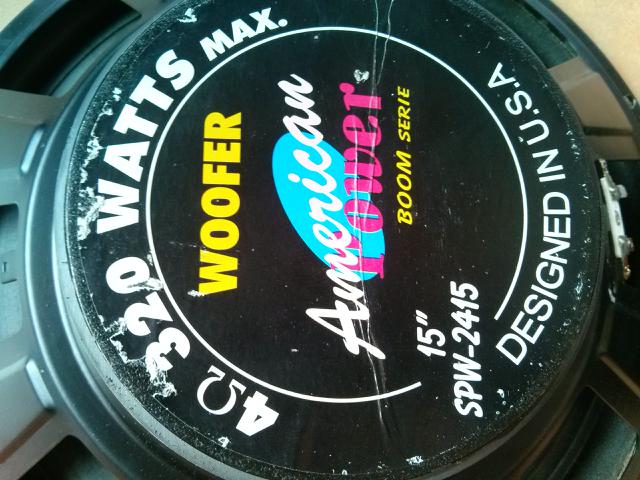 4Ω 320 WATTS MAX.
WOOFER
American
Power
BOOM SERIE
15"
SPW-2415
DESIGNED IN U.S.A